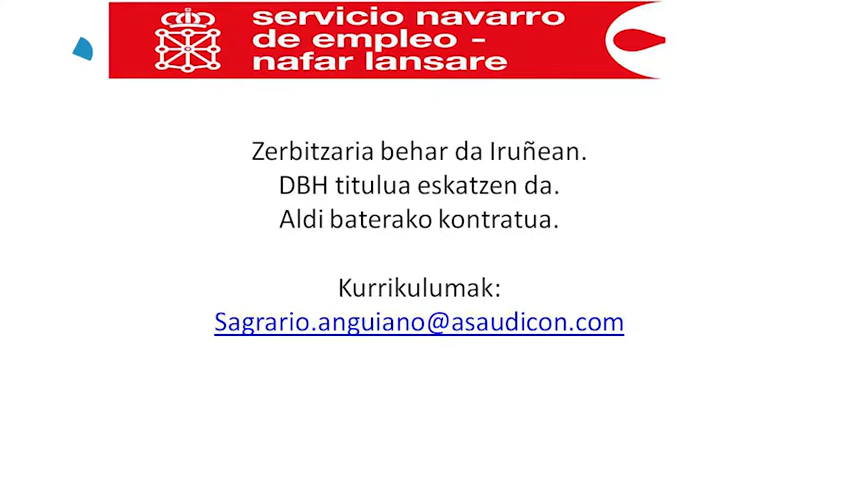 servicio navarro
de empleo -
nafar lansare
Zerbitzaria behar da Iruñean.
DBH titulua eskatzen da.
Aldi baterako kontratua.
Kurrikulumak:
Sagrario.anguiano@asaudicon.com